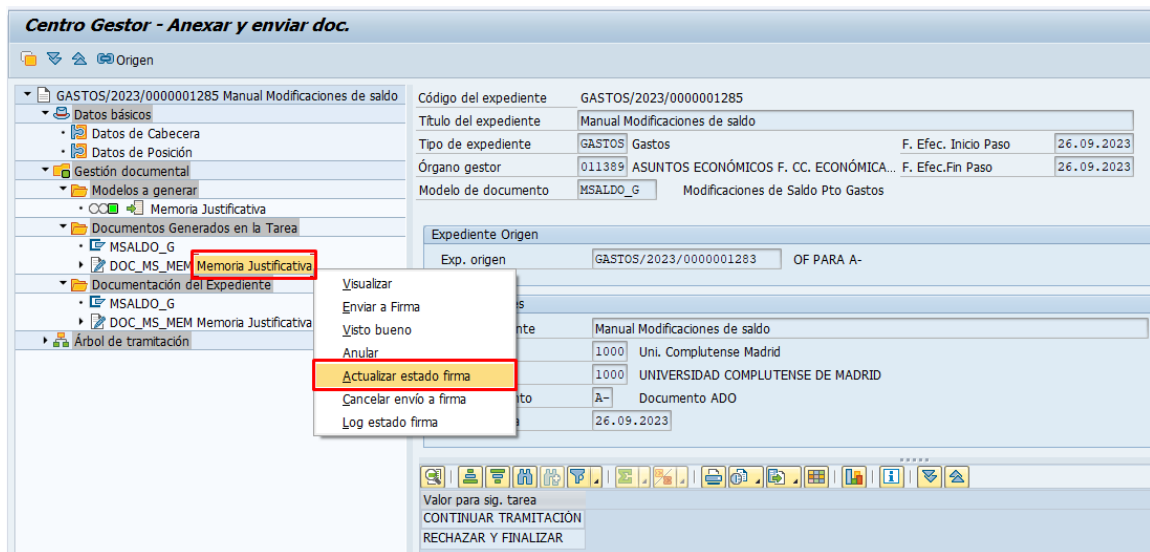 Centro Gestor - Anexar y enviar doc.
Origen
GASTOS/2023/0000001285 Manual Modificaciones de saldo
Datos básicos
Datos de Cabecera
Datos de Posición
Gestión documental
Modelos a generar
Memoria Justificativa
Documentos Generados en la Tarea
MSALDO_G
DOC_MS_MEM Memoria Justificativa
Documentación del Expediente
MSALDO_G
DOC_MS_MEM Memoria Justificativa
Árbol de tramitación
Visualizar
Enviar a Firma
Visto bueno
Anular
Actualizar estado firma
Cancelar envío a firma
Log estado firma
Código del expediente GASTOS/2023/0000001285
Título del expediente Manual Modificaciones de saldo
Tipo de expediente GASTOS Gastos F. Efec. Inicio Paso 26.09.2023
Órgano gestor 011389 ASUNTOS ECONÓMICOS F. CC. ECONÓMICA... F. Efec.Fin Paso 26.09.2023
Modelo de documento MSALDO_G Modificaciones de Saldo Pto Gastos
Expediente Origen
Exp. origen GASTOS/2023/0000001283 OF PARA A-
s
nte Manual Modificaciones de saldo
1000 Uni. Complutense Madrid
1000 UNIVERSIDAD COMPLUTENSE DE MADRID
to A- Documento ADO
26.09.2023
Valor para sig. tarea
CONTINUAR TRAMITACIÓN
RECHAZAR Y FINALIZAR